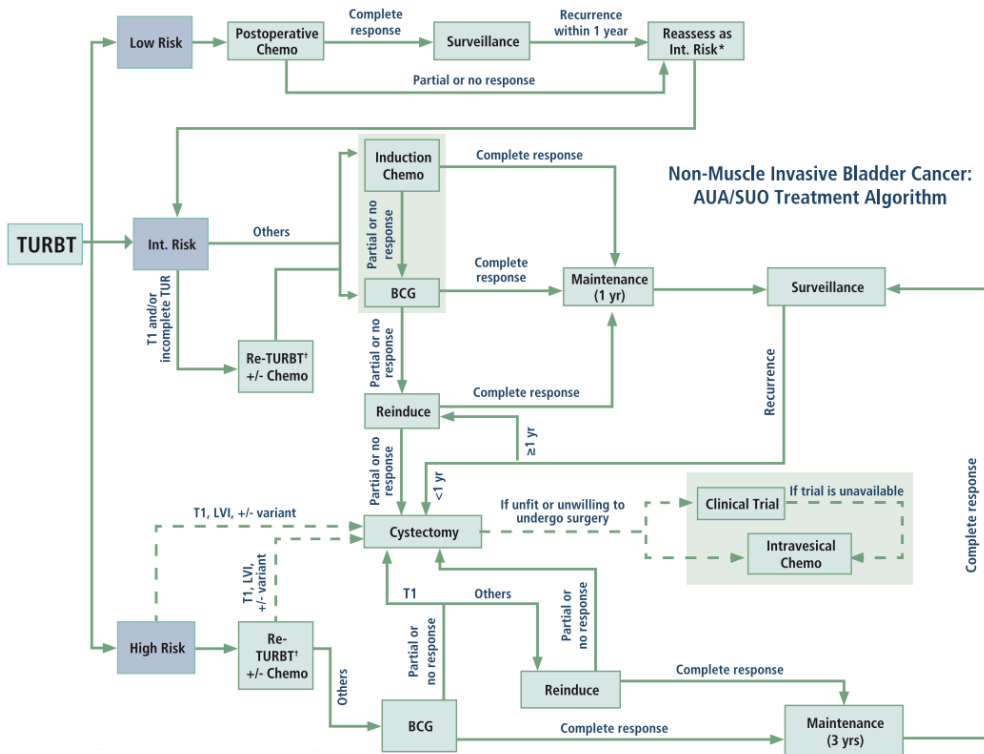 Low Risk
Postoperative
Chemo
Complete
response
Surveillance
Recurrence
within 1 year
Reassess as
Int. Risk*
Partial or no response
Non-Muscle Invasive Bladder Cancer:
AUA/SUO Treatment Algorithm
TURBT
Int. Risk
Others
Induction
Chemo
Complete response
Partial or no
response
BCG
Complete
response
Maintenance
(1 yr)
Surveillance
T1 and/or
incomplete TUR
Re-TURBT†
+/- Chemo
Partial or no
response
Reinduce
Complete response
≥1 yr
Recurrence
Partial or no
response
<1 yr
Cystectomy
If unfit or unwilling to
undergo surgery
Clinical Trial
If trial is unavailable
Intravesical
Chemo
Complete response
T1, LVI, +/- variant
T1, LVI,
+/- variant
High Risk
Re-
TURBT†
+/- Chemo
Others
T1
Others
Partial or
no response
Partial or
no response
Reinduce
Complete response
BCG
Complete response
Maintenance
(3 yrs)